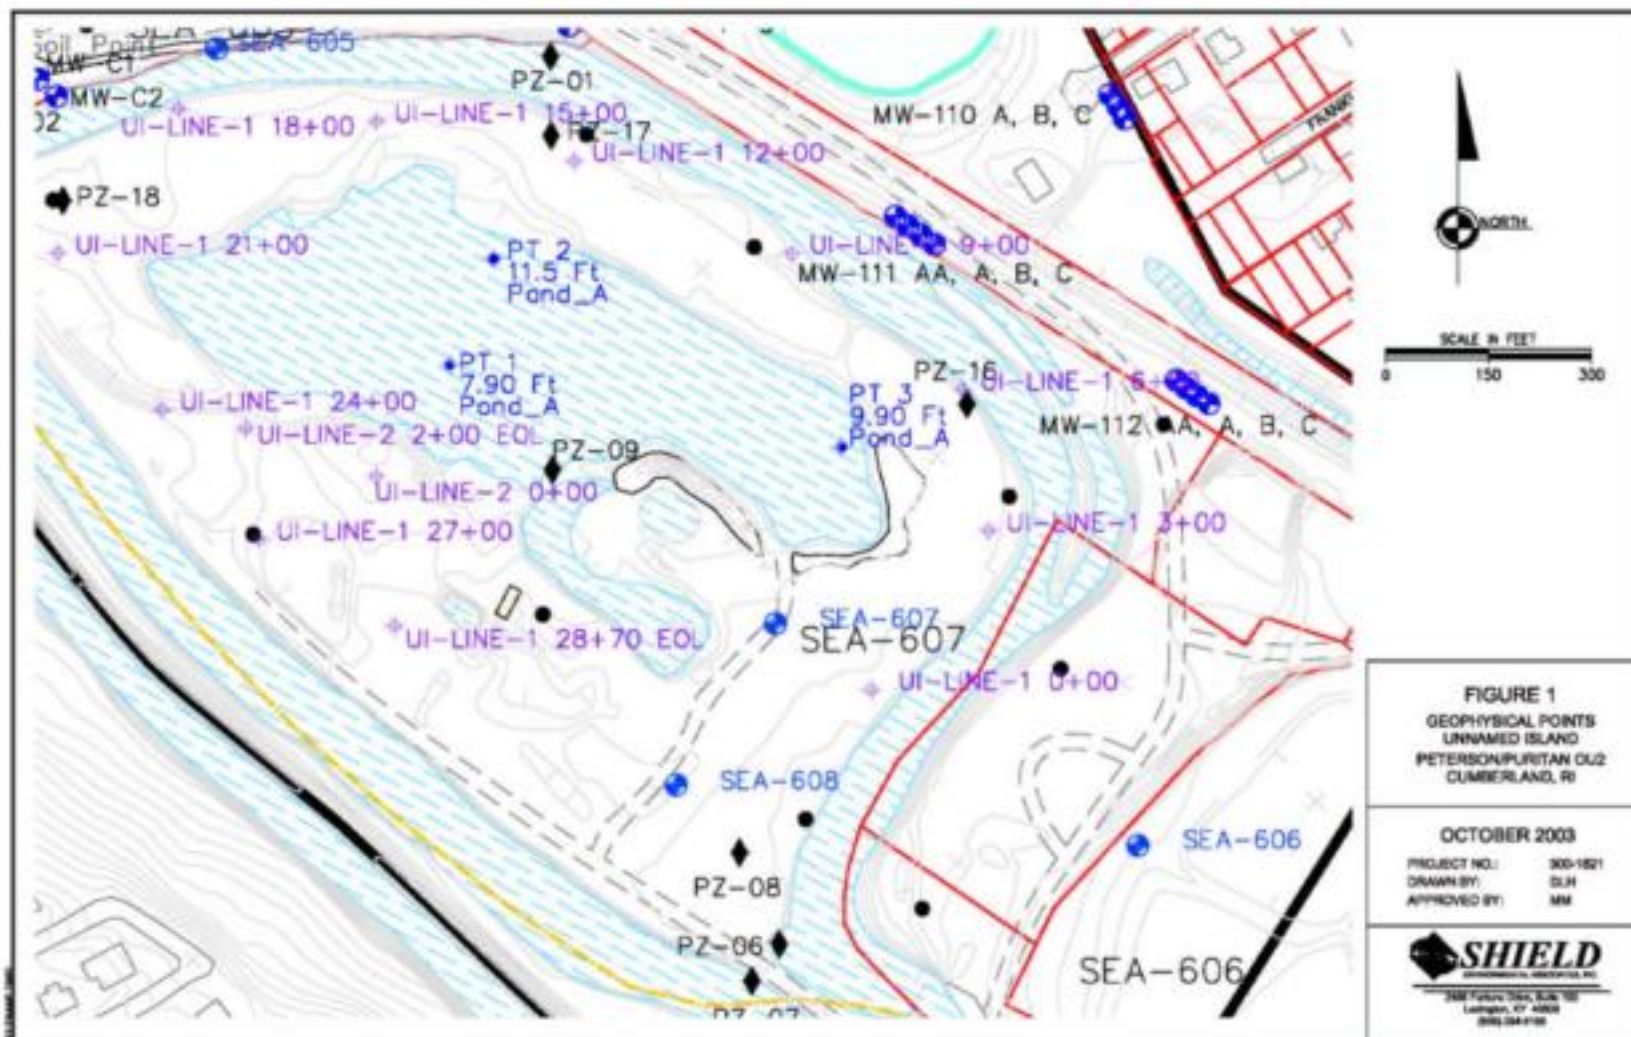 SEA-605
Soil Point
MW-C1
MW-C2
PZ-01
UI-LINE-1 18+00
UI-LINE-1 15+00
PZ-17
UI-LINE-1 12+00
MW-110 A, B, C
PZ-18
UI-LINE-1 21+00
PT 2
11.5 Ft
Pond_A
UI-LINE 9+00
MW-111 AA, A, B, C
NORTH
SCALE IN FEET
0 150 300
PT 1
7.90 Ft
Pond_A
PZ-16
UI-LINE-1 6+00
PT 3
9.90 Ft
Pond_A
UI-LINE-1 24+00
UI-LINE-2 2+00 EOL
MW-112 AA, A, B, C
PZ-09
UI-LINE-2 0+00
UI-LINE-1 27+00
UI-LINE-1 3+00
SEA-607
SEA-607
UI-LINE-1 28+70 EOL
UI-LINE-1 0+00
SEA-608
SEA-606
PZ-08
PZ-06
SEA-606
PZ-07
FIGURE 1
GEOPHYSICAL POINTS
UNNAMED ISLAND
PETERSON/PURITAN OU2
CUMBERLAND, RI
OCTOBER 2003
PROJECT NO.: 300-1821
DRAWN BY: DLH
APPROVED BY: MM
SHIELD